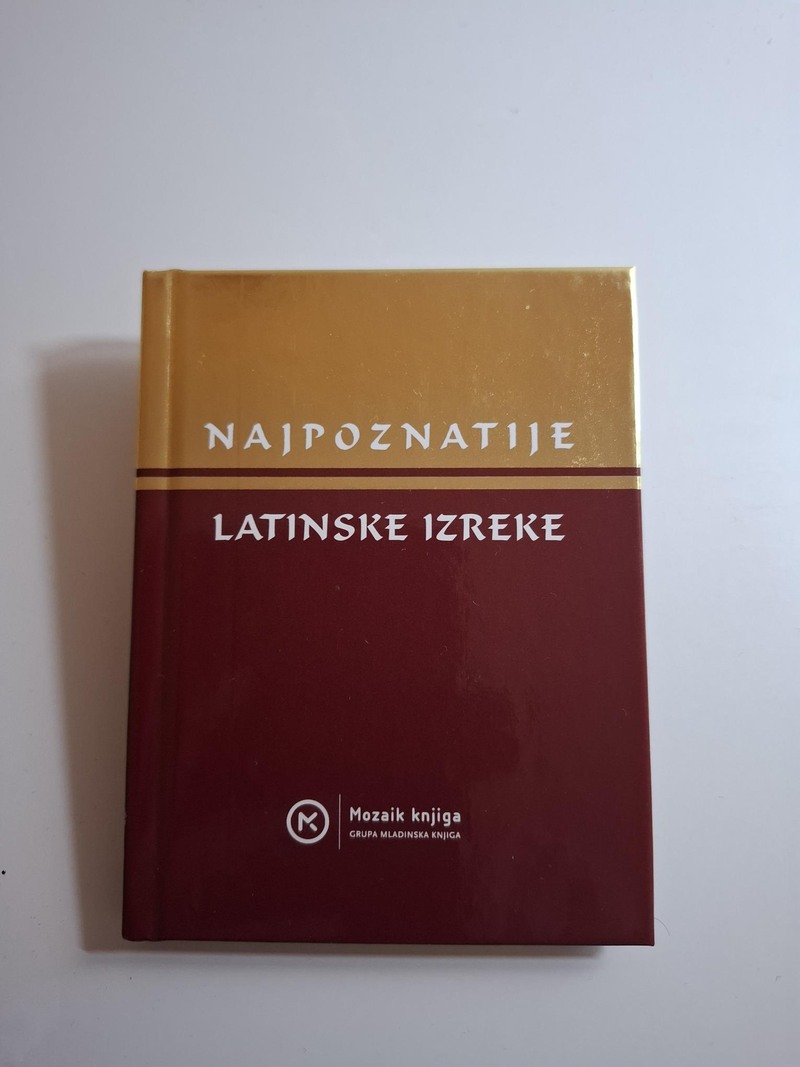 NAJPOZNATIJE
LATINSKE IZREKE
Mozaik knjiga
GRUPA MLADINSKA KNJIGA